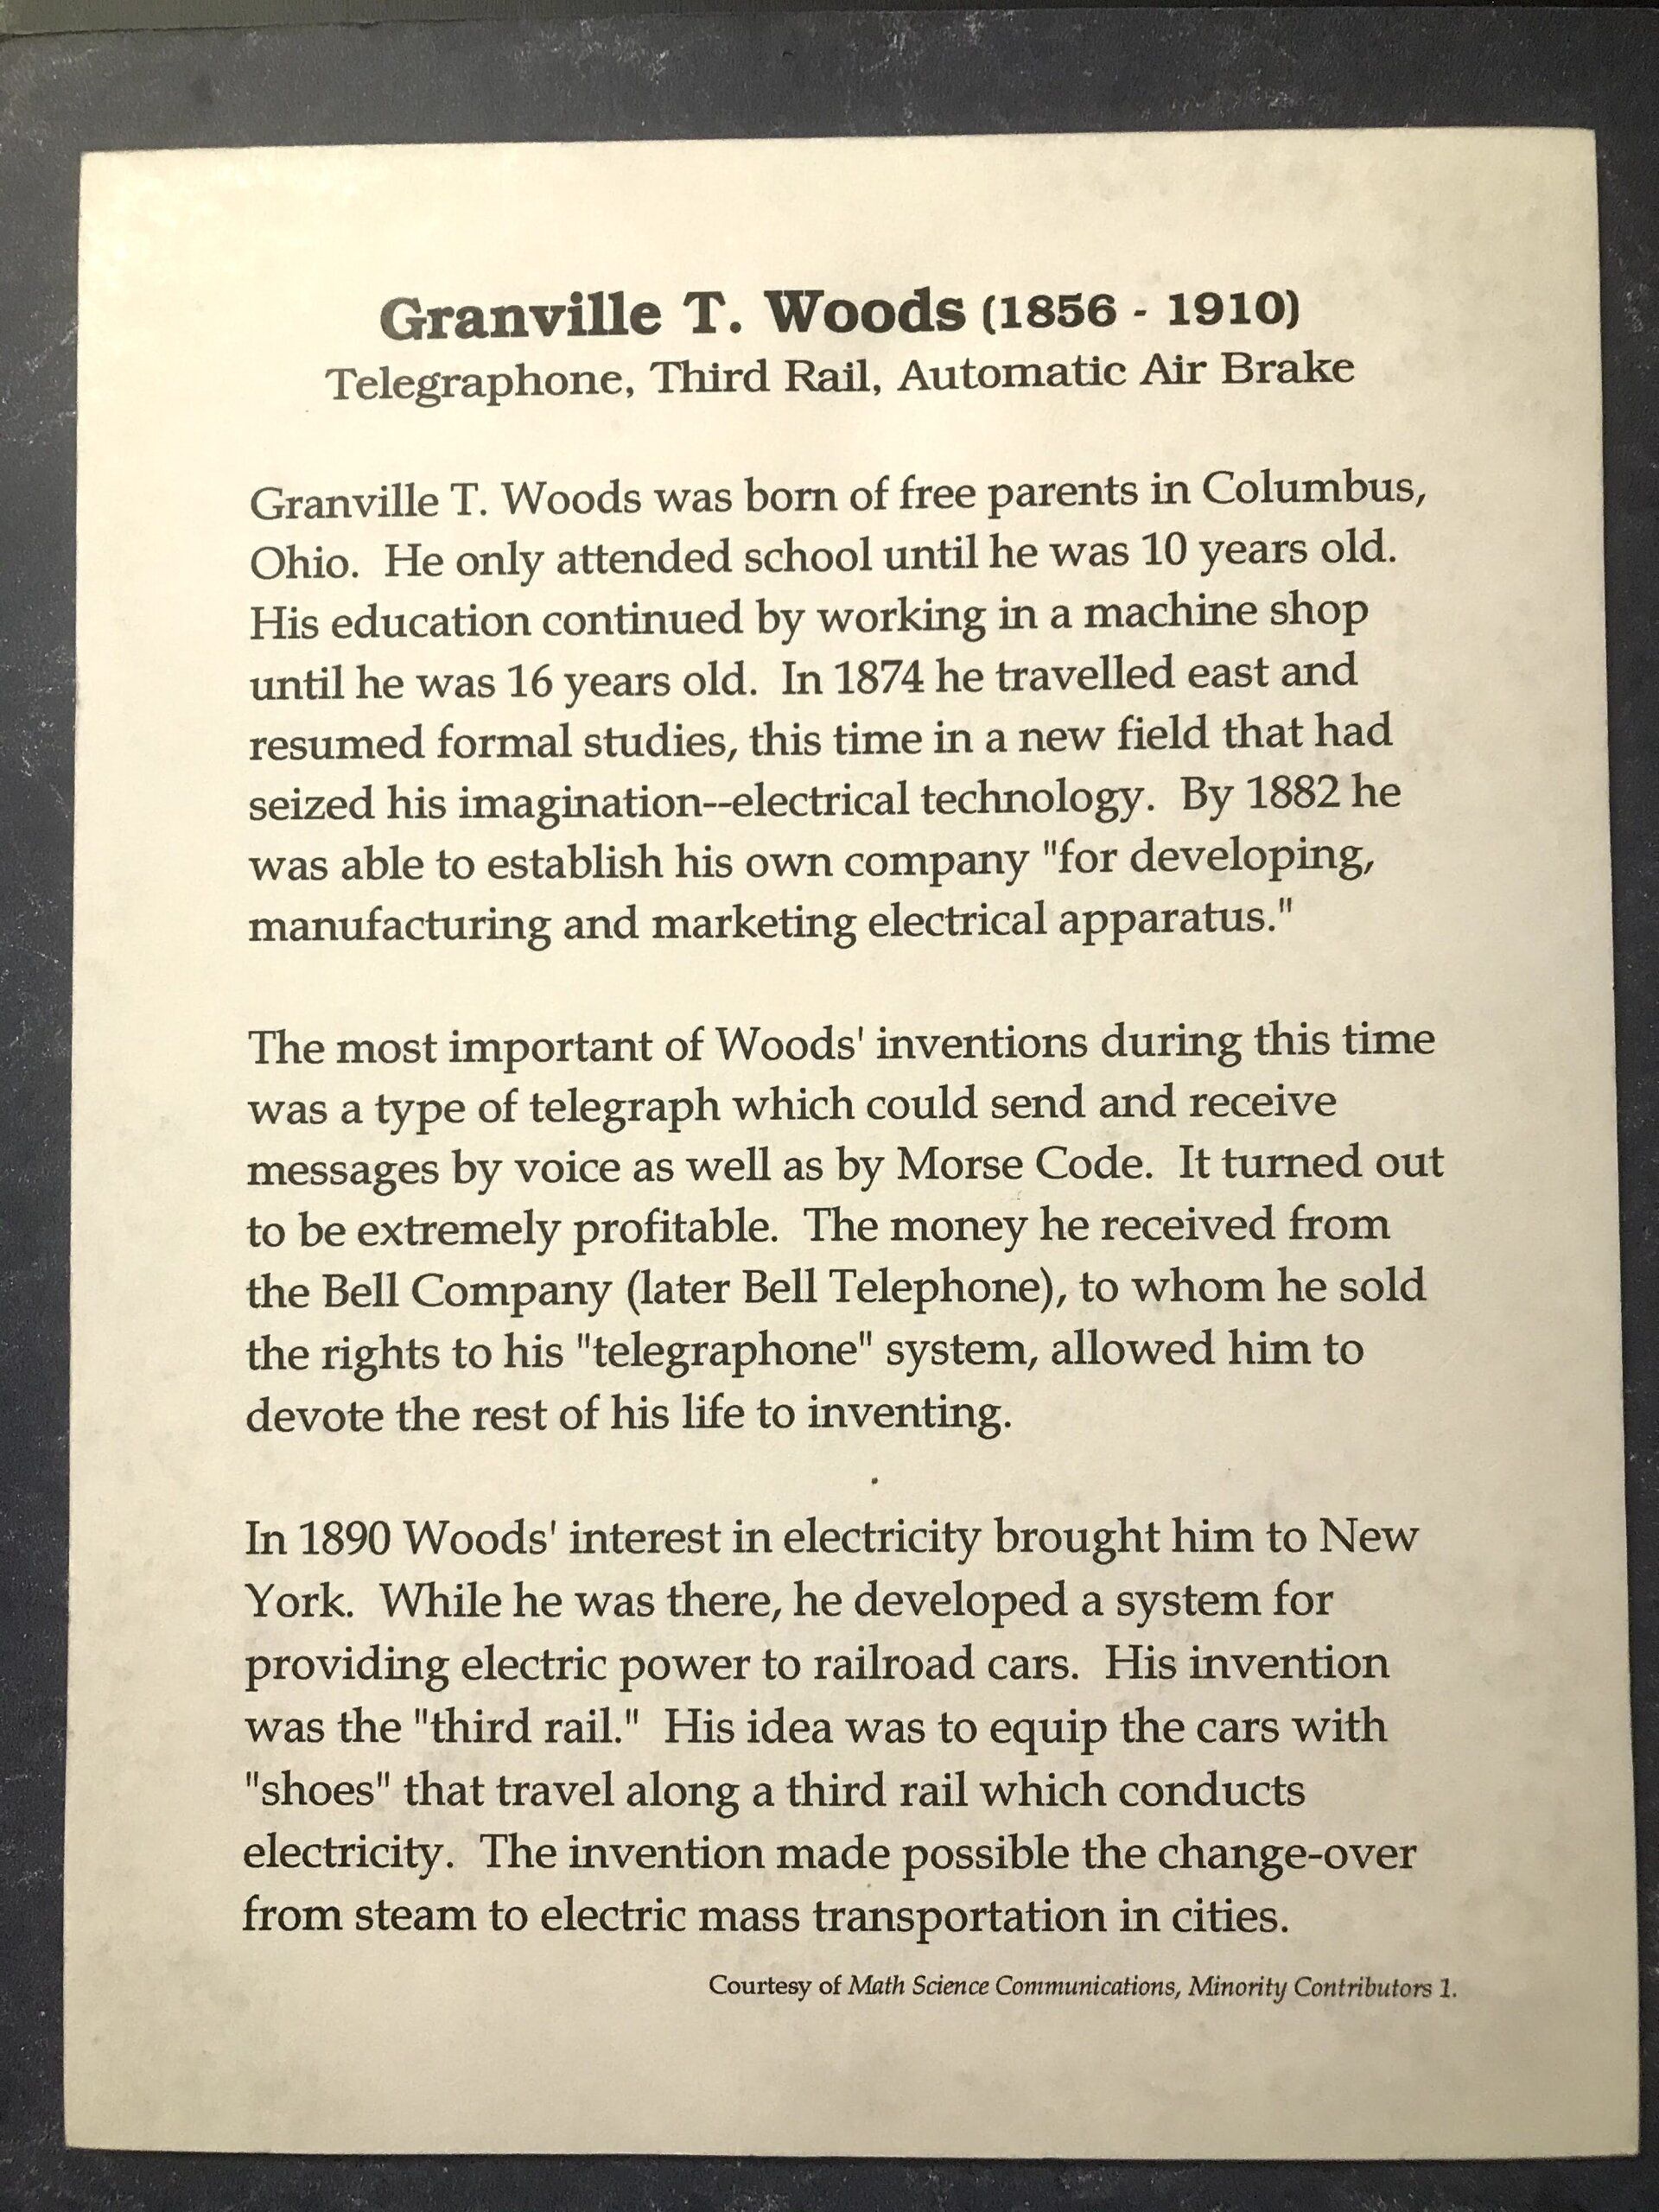 Granville T. Woods (1856 - 1910)
Telegraphone, Third Rail, Automatic Air Brake
Granville T. Woods was born of free parents in Columbus,
Ohio.  He only attended school until he was 10 years old.
His education continued by working in a machine shop
until he was 16 years old.  In 1874 he travelled east and
resumed formal studies, this time in a new field that had
seized his imagination--electrical technology.  By 1882 he
was able to establish his own company "for developing,
manufacturing and marketing electrical apparatus."
The most important of Woods' inventions during this time
was a type of telegraph which could send and receive
messages by voice as well as by Morse Code.  It turned out
to be extremely profitable.  The money he received from
the Bell Company (later Bell Telephone), to whom he sold
the rights to his "telegraphone" system, allowed him to
devote the rest of his life to inventing.
In 1890 Woods' interest in electricity brought him to New
York.  While he was there, he developed a system for
providing electric power to railroad cars.  His invention
was the "third rail."  His idea was to equip the cars with
"shoes" that travel along a third rail which conducts
electricity.  The invention made possible the change-over
from steam to electric mass transportation in cities.
Courtesy of Math Science Communications, Minority Contributors 1.